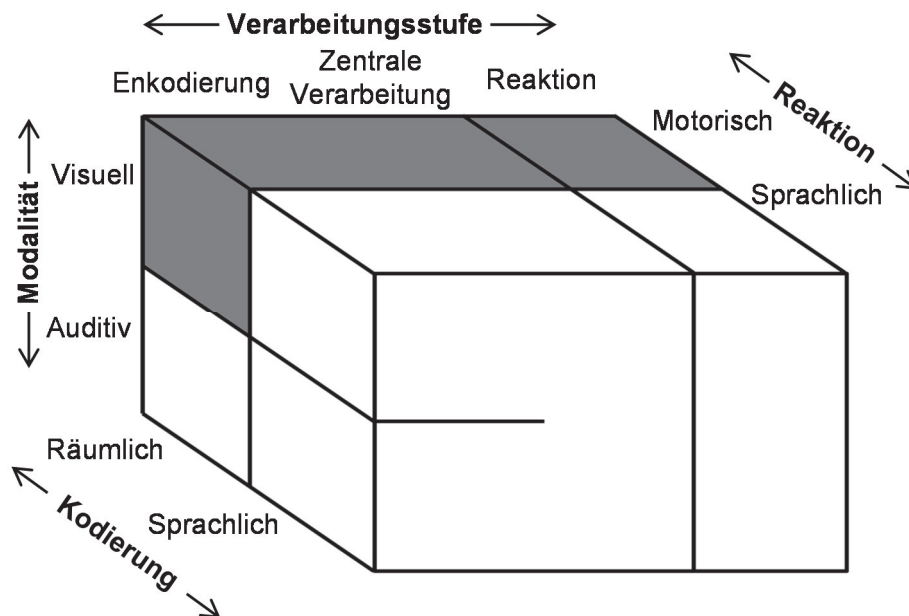 Verarbeitungsstufe
Enkodierung
Zentrale
Verarbeitung
Reaktion
Reaktion
Motorisch
Sprachlich
Modalität
Visuell
Auditiv
Räumlich
Sprachlich
Kodierung